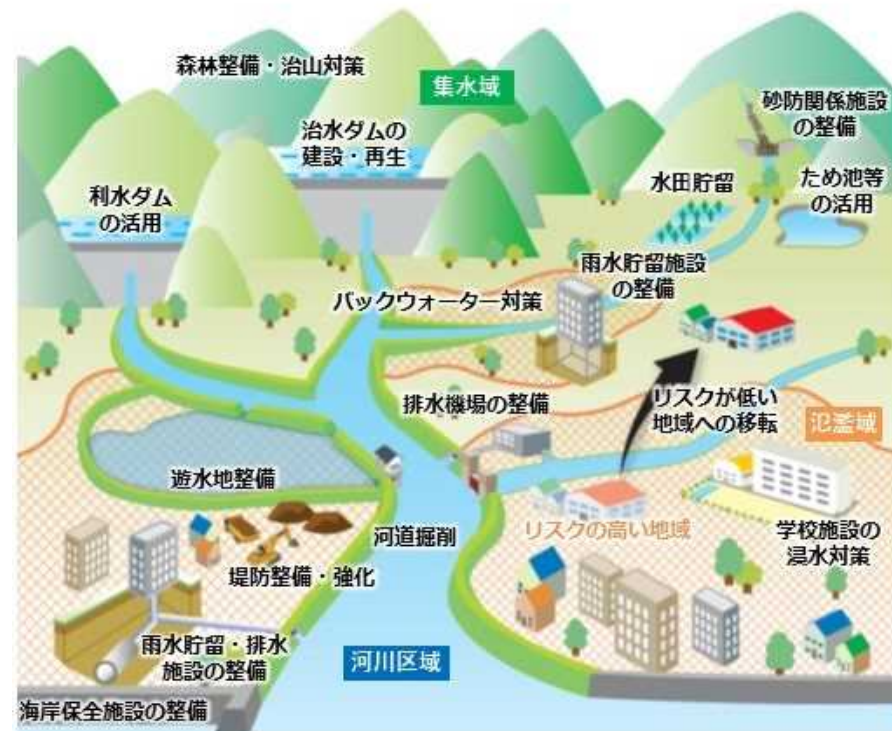 森林整備・治山対策
集水域
砂防関係施設
の整備
治水ダムの
建設・再生
水田貯留
ため池等
の活用
利水ダム
の活用
雨水貯留施設
の整備
バックウォーター対策
排水機場の整備
リスクが低い
地域への移転
氾濫域
遊水地整備
河道掘削
リスクの高い地域
学校施設の
浸水対策
堤防整備・強化
雨水貯留・排水
施設の整備
河川区域
海岸保全施設の整備